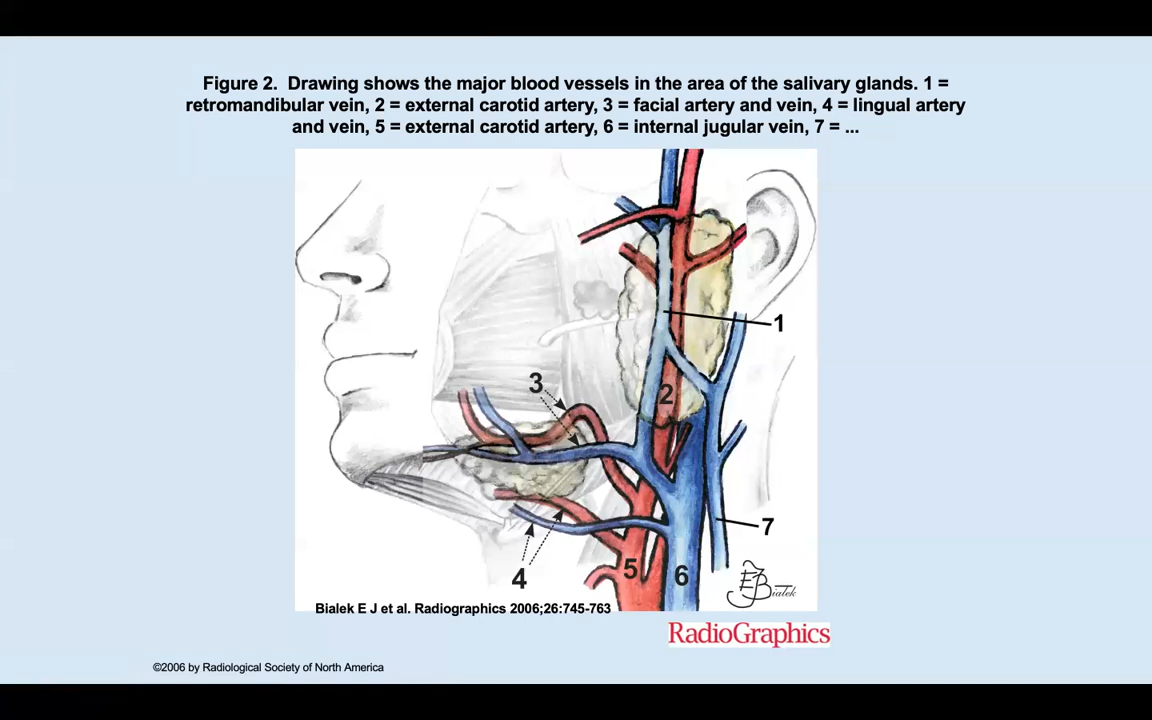 Figure 2.  Drawing shows the major blood vessels in the area of the salivary glands. 1 =
retromandibular vein, 2 = external carotid artery, 3 = facial artery and vein, 4 = lingual artery
and vein, 5 = external carotid artery, 6 = internal jugular vein, 7 = ...
1
3
2
7
5
6
4
EJBialek
Bialek E J et al. Radiographics 2006;26:745-763
RadioGraphics
©2006 by Radiological Society of North America